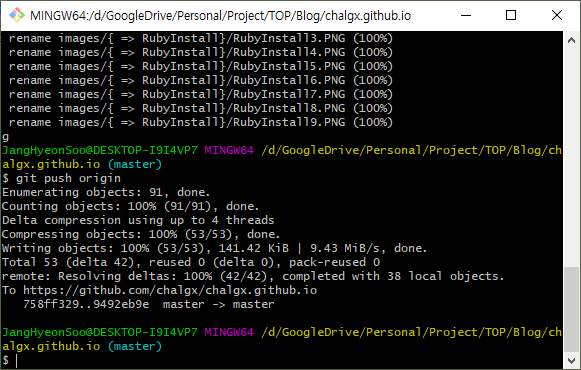 MINGW64:/d/GoogleDrive/Personal/Project/TOP/Blog/chalgx.github.io
rename images/{ => RubyInstall}/RubyInstall3.PNG (100%)
rename images/{ => RubyInstall}/RubyInstall4.PNG (100%)
rename images/{ => RubyInstall}/RubyInstall5.PNG (100%)
rename images/{ => RubyInstall}/RubyInstall6.PNG (100%)
rename images/{ => RubyInstall}/RubyInstall7.PNG (100%)
rename images/{ => RubyInstall}/RubyInstall8.PNG (100%)
rename images/{ => RubyInstall}/RubyInstall9.PNG (100%)
g
JangHyeonSoo@DESKTOP-I9I4VP7 MINGW64 /d/GoogleDrive/Personal/Project/TOP/Blog/ch
algx.github.io (master)
$ git push origin
Enumerating objects: 91, done.
Counting objects: 100% (91/91), done.
Delta compression using up to 4 threads
Compressing objects: 100% (53/53), done.
Writing objects: 100% (53/53), 141.42 KiB | 9.43 MiB/s, done.
Total 53 (delta 42), reused 0 (delta 0), pack-reused 0
remote: Resolving deltas: 100% (42/42), completed with 38 local objects.
To https://github.com/chalgx/chalgx.github.io
758ff329..9492eb9e  master -> master
JangHyeonSoo@DESKTOP-I9I4VP7 MINGW64 /d/GoogleDrive/Personal/Project/TOP/Blog/ch
algx.github.io (master)
$